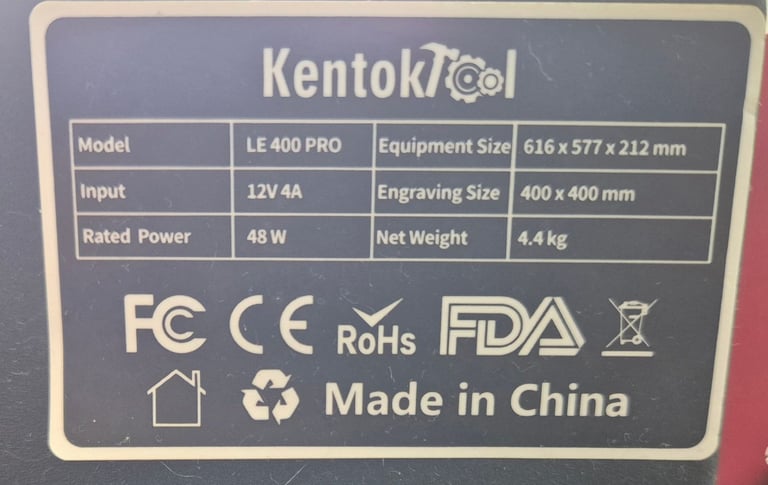 KentokTool
Model LE 400 PRO Equipment Size 616 x 577 x 212 mm
Input 12V 4A Engraving Size 400 x 400 mm
Rated Power 48 W Net Weight 4.4 kg
FC CE RoHs FDA
Made in China